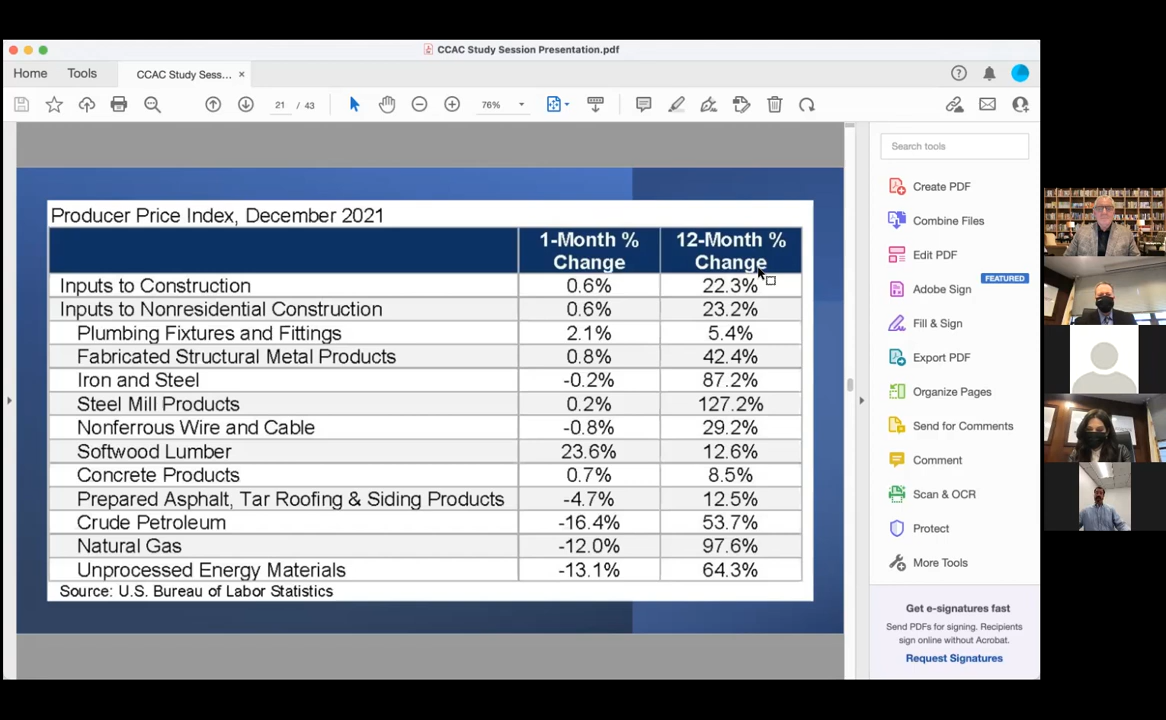 CCAC Study Session Presentation.pdf
Home Tools CCAC Study Sess... ×
21 / 43 76%
Producer Price Index, December 2021
1-Month % Change 12-Month % Change
Inputs to Construction 0.6% 22.3%
Inputs to Nonresidential Construction 0.6% 23.2%
Plumbing Fixtures and Fittings 2.1% 5.4%
Fabricated Structural Metal Products 0.8% 42.4%
Iron and Steel -0.2% 87.2%
Steel Mill Products 0.2% 127.2%
Nonferrous Wire and Cable -0.8% 29.2%
Softwood Lumber 23.6% 12.6%
Concrete Products 0.7% 8.5%
Prepared Asphalt, Tar Roofing & Siding Products -4.7% 12.5%
Crude Petroleum -16.4% 53.7%
Natural Gas -12.0% 97.6%
Unprocessed Energy Materials -13.1% 64.3%
Source: U.S. Bureau of Labor Statistics
Search tools
Create PDF
Combine Files
Edit PDF
FEATURED
Adobe Sign
Fill & Sign
Export PDF
Organize Pages
Send for Comments
Comment
Scan & OCR
Protect
More Tools
Get e-signatures fast
Send PDFs for signing. Recipients
sign online without Acrobat.
Request Signatures